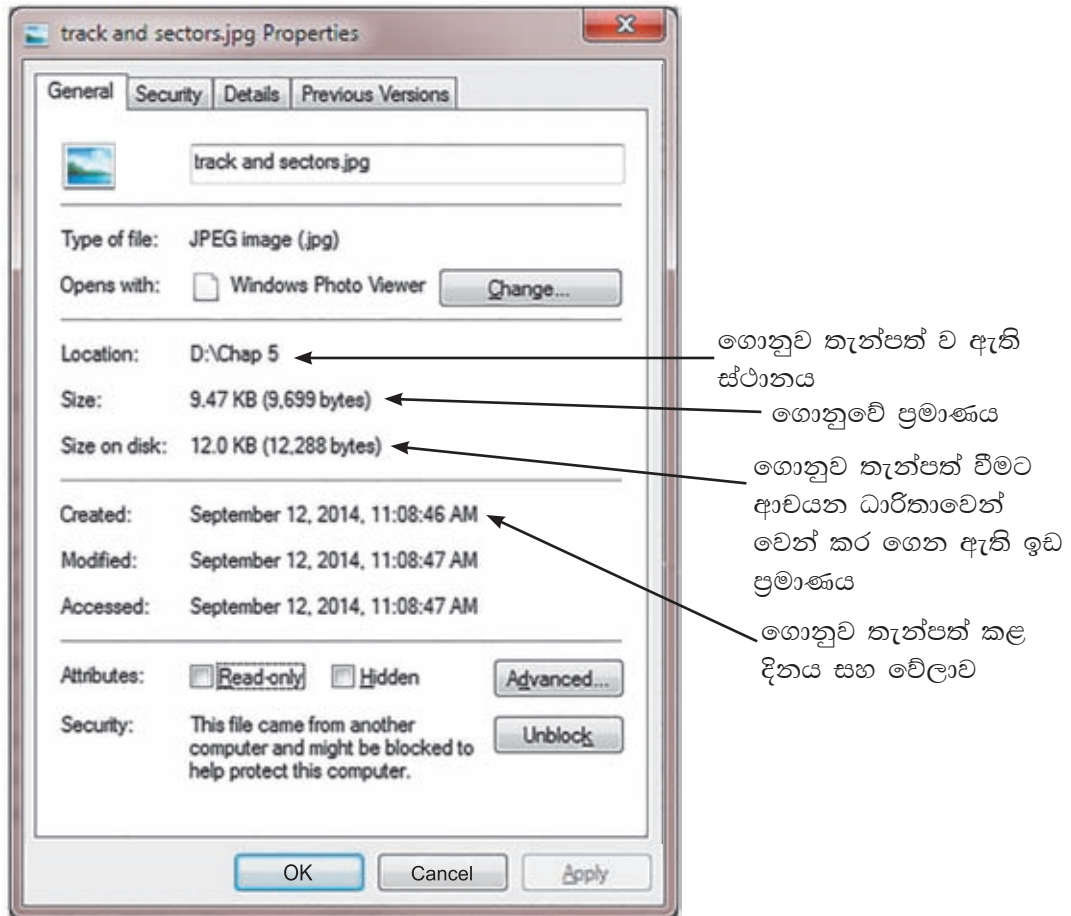 track and sectors.jpg Properties
General Security Details Previous Versions
track and sectors.jpg
Type of file: JPEG image (.jpg)
Opens with: Windows Photo Viewer Change...
Location: D:\Chap 5
Size: 9.47 KB (9,699 bytes)
Size on disk: 12.0 KB (12,288 bytes)
Created: September 12, 2014, 11:08:46 AM
Modified: September 12, 2014, 11:08:47 AM
Accessed: September 12, 2014, 11:08:47 AM
Attributes: Read-only Hidden Advanced...
Security: This file came from another
computer and might be blocked to
help protect this computer.
Unblock
OK Cancel Apply
ගොනුව තැන්පත් ව ඇති
ස්ථානය
ගොනුවේ ප්‍රමාණය
ගොනුව තැන්පත් වීමට
ආචයන ධාරිතාවෙන්
වෙන් කර ගෙන ඇති ඉඩ
ප්‍රමාණය
ගොනුව තැන්පත් කළ
දිනය සහ වේලාව